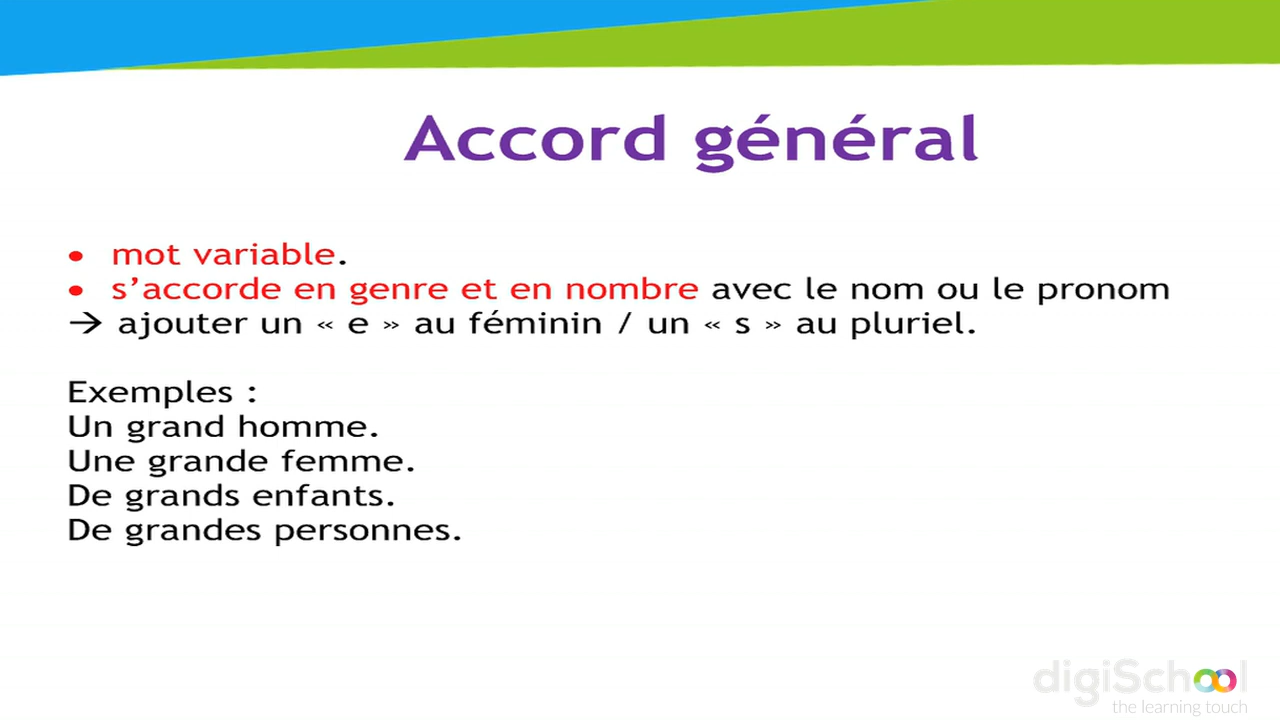 Accord général
• mot variable.
• s’accorde en genre et en nombre avec le nom ou le pronom
→ ajouter un « e » au féminin / un « s » au pluriel.
Exemples :
Un grand homme.
Une grande femme.
De grands enfants.
De grandes personnes.
digiSchool
the learning touch